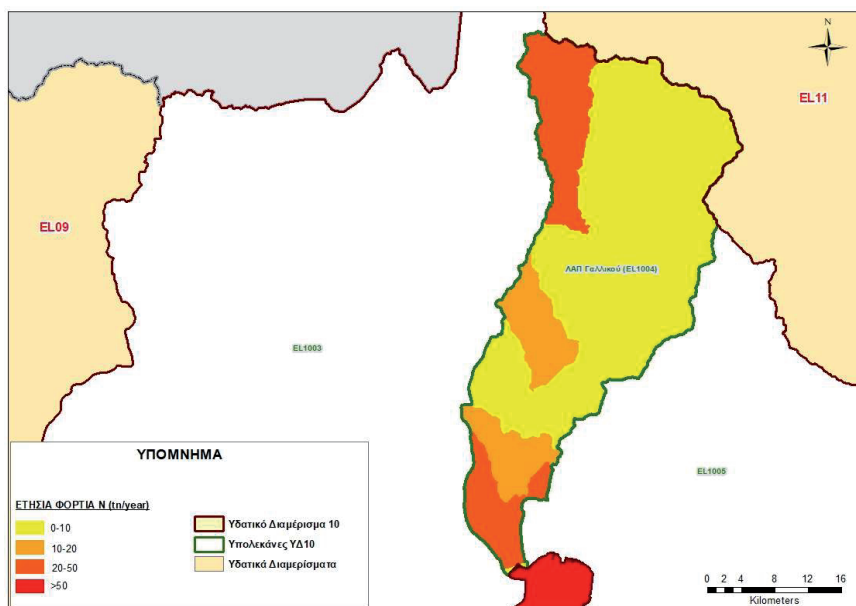 N
EL11
EL09
ΛΑΠ Γαλλικού (EL1004)
EL1003
EL1005
ΥΠΟΜΝΗΜΑ
ΕΤΗΣΙΑ ΦΟΡΤΙΑ Ν (tn/year)
0-10
10-20
20-50
>50
Υδατικό Διαμέρισμα 10
Υπολεκάνες ΥΔ10
Υδατικά Διαμερίσματα
0 2 4 8 12 16
Kilometers